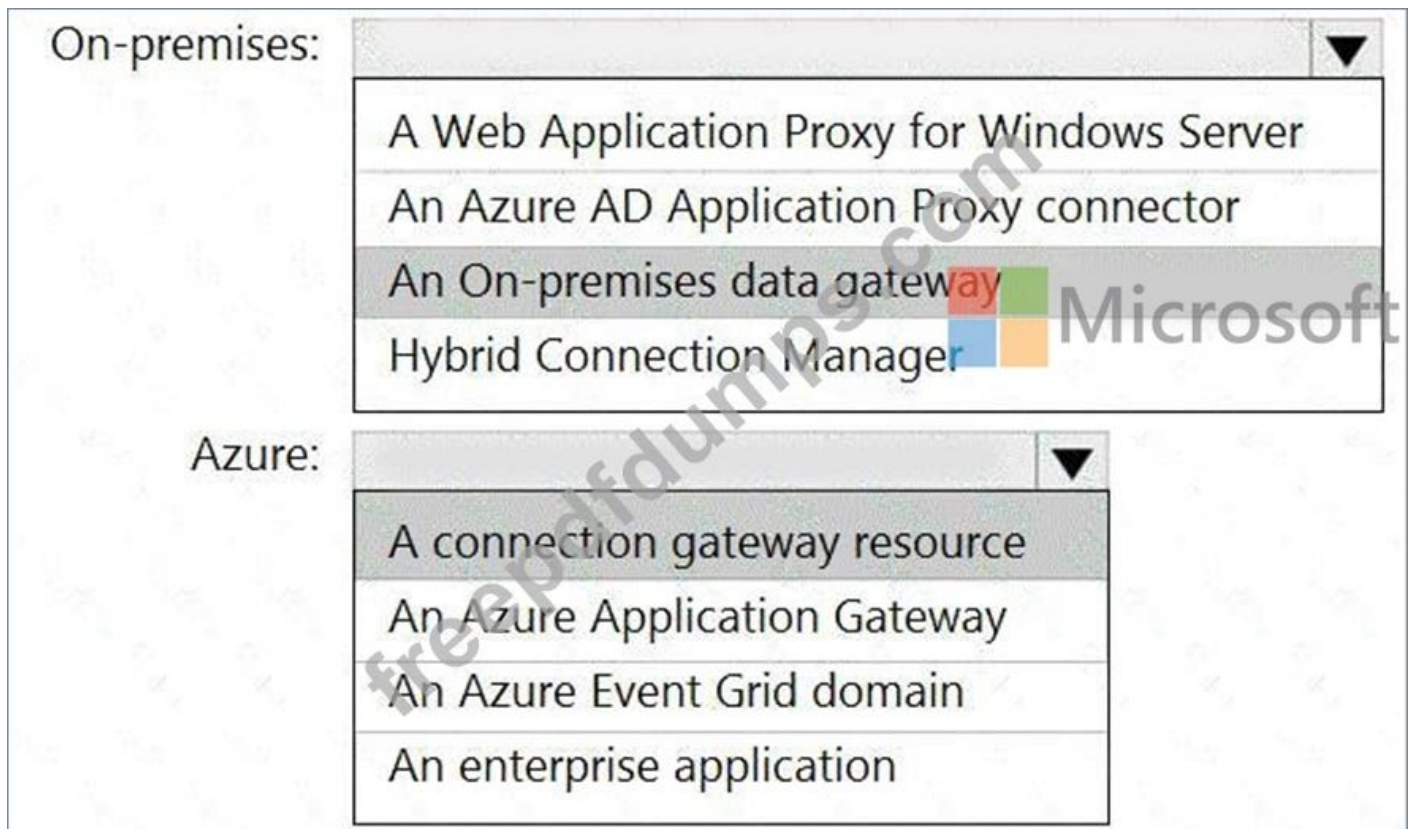 On-premises:
A Web Application Proxy for Windows Server
An Azure AD Application Proxy connector
An On-premises data gateway
Microsoft
Hybrid Connection Manager
Azure:
A connection gateway resource
An Azure Application Gateway
An Azure Event Grid domain
An enterprise application
freepdfdumps.com